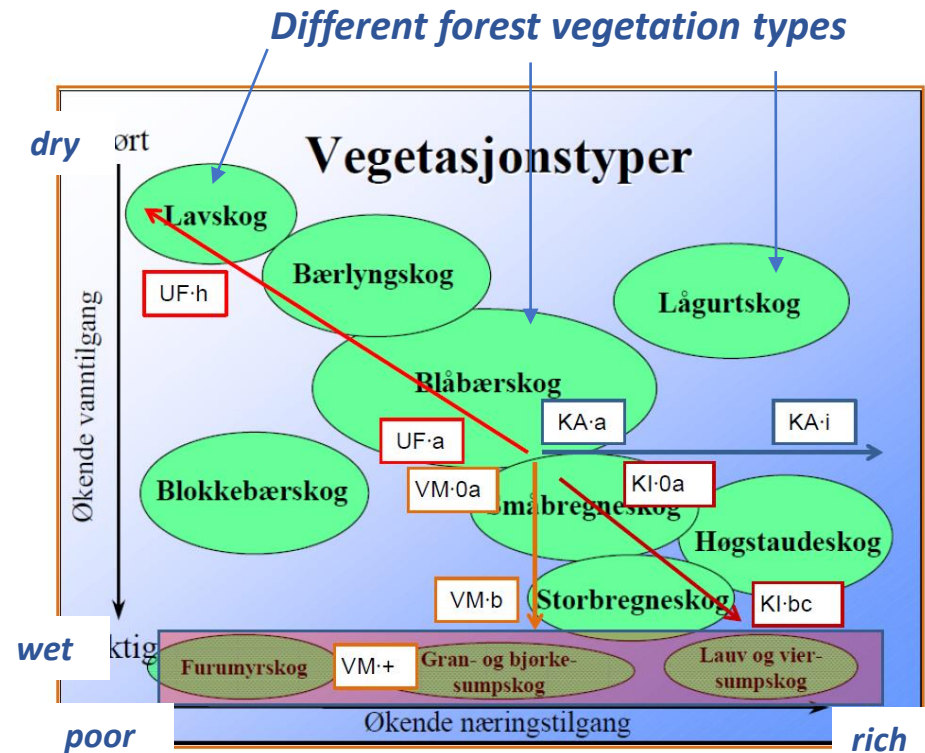 Different forest vegetation types
dry
ørt
Vegetasjonstyper
Lavskog
Bærlyngskog
UF·h
Lågurtskog
Økende vanntilgang
Blåbærskog
KA·a
KA·i
UF·a
Blokkebærskog
VM·0a
KI·0a
Småbregneskog
Høgstaudeskog
VM·b
Storbregneskog
KI·bc
wet
ktig
Furumyrskog
VM·+
Gran- og bjørke-
sumpskog
Lauv og vier-
sumpskog
Økende næringstilgang
poor
rich